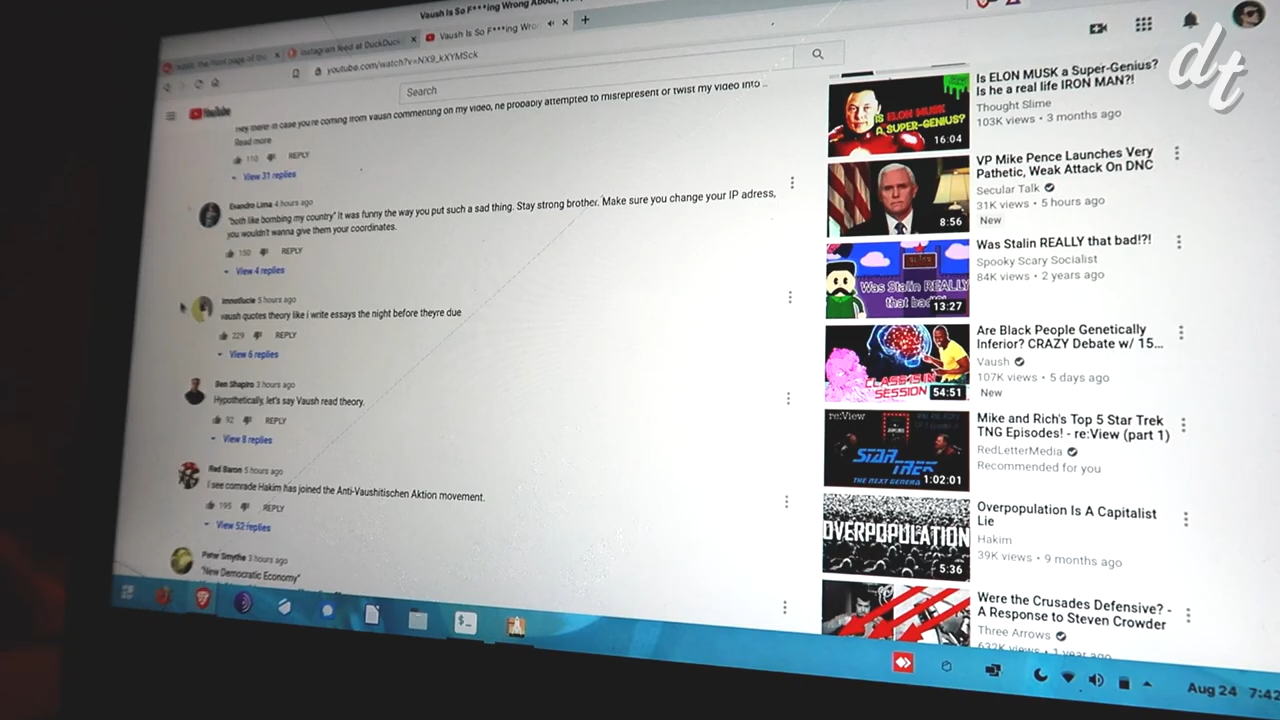 Vaush Is So F***ing Wrong About,
Instagram feed at DuckDuck
Vaush Is So F***ing Wro
youtube.com/watch?v=NX9_kXYMSck
YouTube
Search
dt
Hey there! In case you're coming from Vaush commenting on my video, he probably attempted to misrepresent or twist my video into ...
Read more
110 REPLY
View 31 replies
Evandro Lima 4 hours ago
"both like bombing my country" It was funny the way you put such a sad thing. Stay strong brother. Make sure you change your IP adress,
you wouldn't wanna give them your coordinates.
150 REPLY
View 4 replies
5 hours ago
vaush quotes theory like i write essays the night before theyre due
229 REPLY
View 6 replies
Ben Shapiro 3 hours ago
Hypothetically, let's say Vaush read theory.
92 REPLY
View 8 replies
Red Baron 5 hours ago
I see comrade Hakim has joined the Anti-Vaushitischen Aktion movement.
195 REPLY
View 52 replies
Peter Smythe 3 hours ago
"New Democratic Economy"
IS ELON MUSK
A SUPER-GENIUS?
16:04
Is ELON MUSK a Super-Genius?
Is he a real life IRON MAN?!
Thought Slime
103K views • 3 months ago
8:56
VP Mike Pence Launches Very
Pathetic, Weak Attack On DNC
Secular Talk
31K views • 5 hours ago
New
Was Stalin REALLY
that bad
13:27
Was Stalin REALLY that bad!?!
Spooky Scary Socialist
84K views • 2 years ago
CLASS IS IN
SESSION
54:51
Are Black People Genetically
Inferior? CRAZY Debate w/ 15...
Vaush
107K views • 5 days ago
New
re:View
STAR
TREK
THE NEXT GENERA
1:02:01
Mike and Rich's Top 5 Star Trek
TNG Episodes! - re:View (part 1)
RedLetterMedia
Recommended for you
OVERPOPULATION
5:36
Overpopulation Is A Capitalist
Lie
Hakim
39K views • 9 months ago
Were the Crusades Defensive? -
A Response to Steven Crowder
Three Arrows
632K views • 1 year ago
Aug 24 7:42